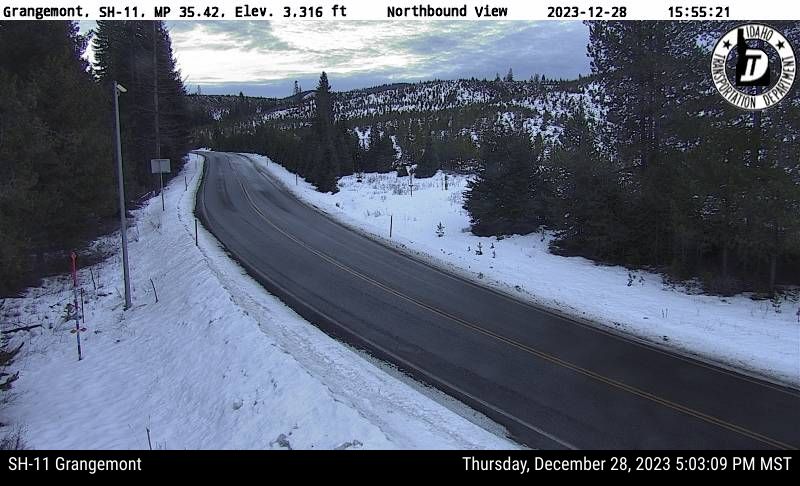 Grangemont, SH-11, MP 35.42, Elev. 3,316 ft Northbound View 2023-12-28 15:55:21
IDAHO
TRANSPORTATION DEPARTMENT
SH-11 Grangemont Thursday, December 28, 2023 5:03:09 PM MST